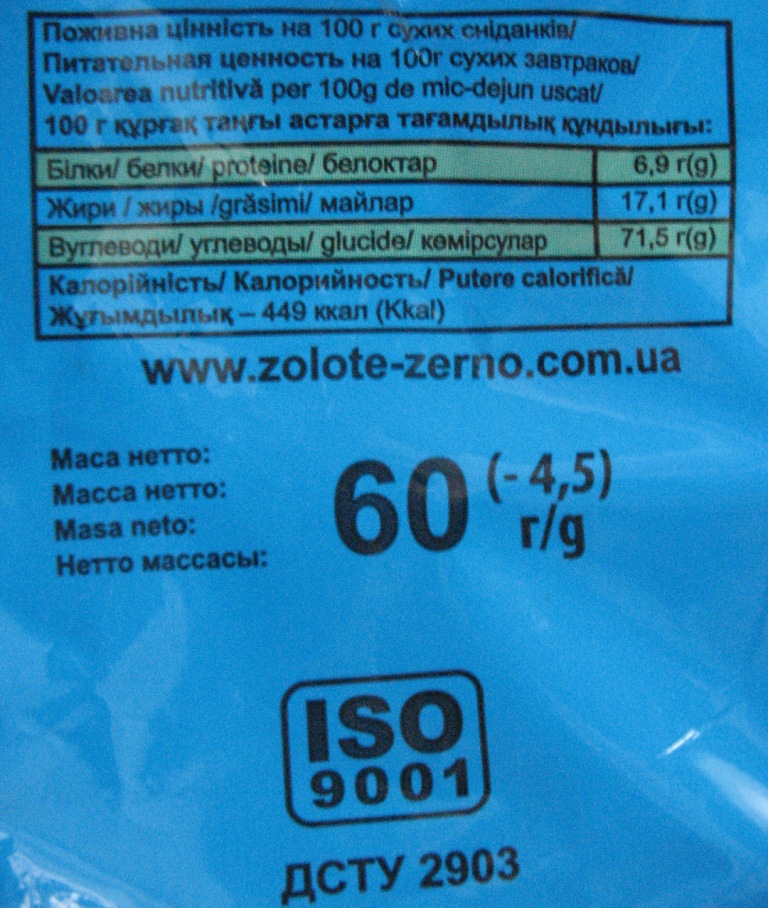 Поживна цінність на 100 г сухих сніданків/
Питательная ценность на 100г сухих завтраков/
Valoarea nutritivă per 100g de mic-dejun uscat/
100 г құрғақ таңғы астарға тағамдылық құндылығы:
Білки/ белки/ proteine/ белоктар 6,9 г(g)
Жири / жиры /grăsimi/ майлар 17,1 г(g)
Вуглеводи/ углеводы/ glucide/ көмірсулар 71,5 г(g)
Калорійність/ Калорийность/ Putere calorifică/
Жұғымдылық – 449 ккал (Kkal)
www.zolote-zerno.com.ua
Маса нетто:
Масса нетто:
Masa neto:
Нетто массасы:
60 (- 4,5)
г/g
ISO
9001
ДСТУ 2903